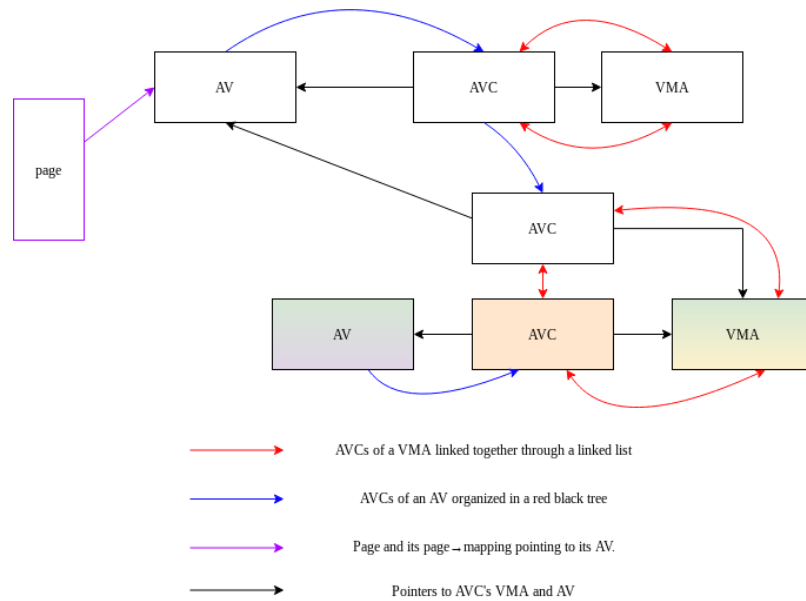 AV
AVC
VMA
page
AVC
AV
AVC
VMA
AVCs of a VMA linked together through a linked list
AVCs of an AV organized in a red black tree
Page and its page→mapping pointing to its AV.
Pointers to AVC's VMA and AV